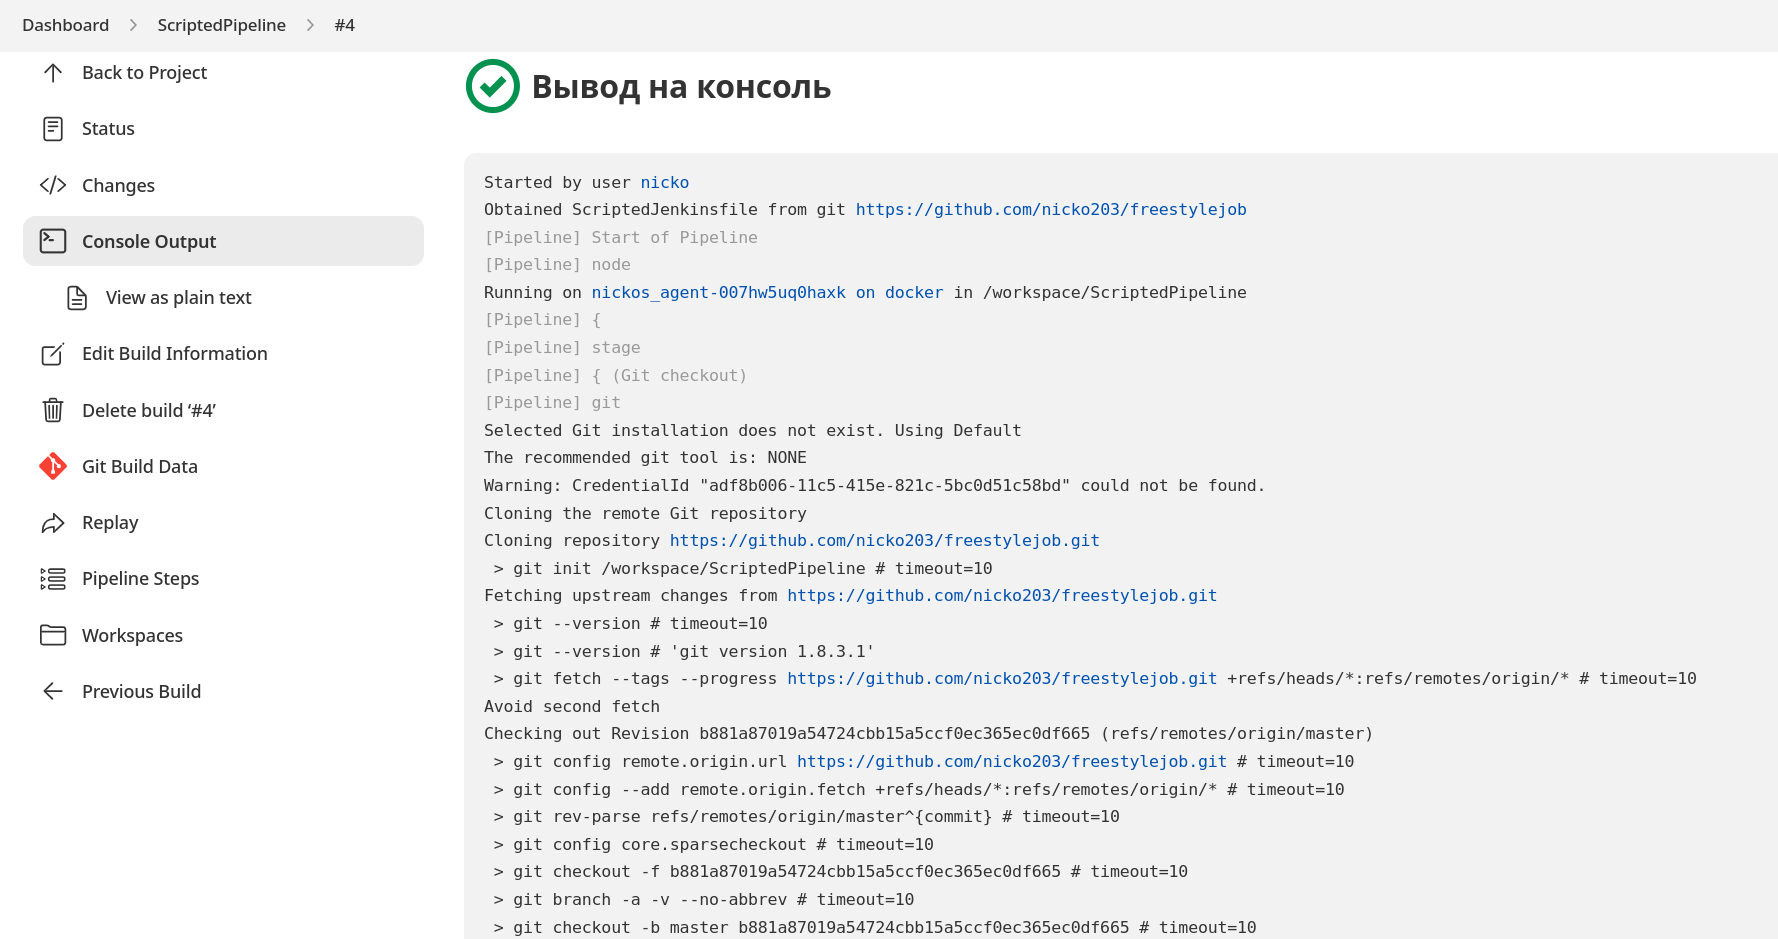 Dashboard > ScriptedPipeline > #4
Back to Project
Status
Changes
Console Output
View as plain text
Edit Build Information
Delete build ‘#4’
Git Build Data
Replay
Pipeline Steps
Workspaces
Previous Build
Вывод на консоль
Started by user nicko
Obtained ScriptedJenkinsfile from git https://github.com/nicko203/freestylejob
[Pipeline] Start of Pipeline
[Pipeline] node
Running on nickos_agent-007hw5uq0haxk on docker in /workspace/ScriptedPipeline
[Pipeline] {
[Pipeline] stage
[Pipeline] { (Git checkout)
[Pipeline] git
Selected Git installation does not exist. Using Default
The recommended git tool is: NONE
Warning: CredentialId "adf8b006-11c5-415e-821c-5bc0d51c58bd" could not be found.
Cloning the remote Git repository
Cloning repository https://github.com/nicko203/freestylejob.git
 > git init /workspace/ScriptedPipeline # timeout=10
Fetching upstream changes from https://github.com/nicko203/freestylejob.git
 > git --version # timeout=10
 > git --version # 'git version 1.8.3.1'
 > git fetch --tags --progress https://github.com/nicko203/freestylejob.git +refs/heads/*:refs/remotes/origin/* # timeout=10
Avoid second fetch
Checking out Revision b881a87019a54724cbb15a5ccf0ec365ec0df665 (refs/remotes/origin/master)
 > git config remote.origin.url https://github.com/nicko203/freestylejob.git # timeout=10
 > git config --add remote.origin.fetch +refs/heads/*:refs/remotes/origin/* # timeout=10
 > git rev-parse refs/remotes/origin/master^{commit} # timeout=10
 > git config core.sparsecheckout # timeout=10
 > git checkout -f b881a87019a54724cbb15a5ccf0ec365ec0df665 # timeout=10
 > git branch -a -v --no-abbrev # timeout=10
 > git checkout -b master b881a87019a54724cbb15a5ccf0ec365ec0df665 # timeout=10